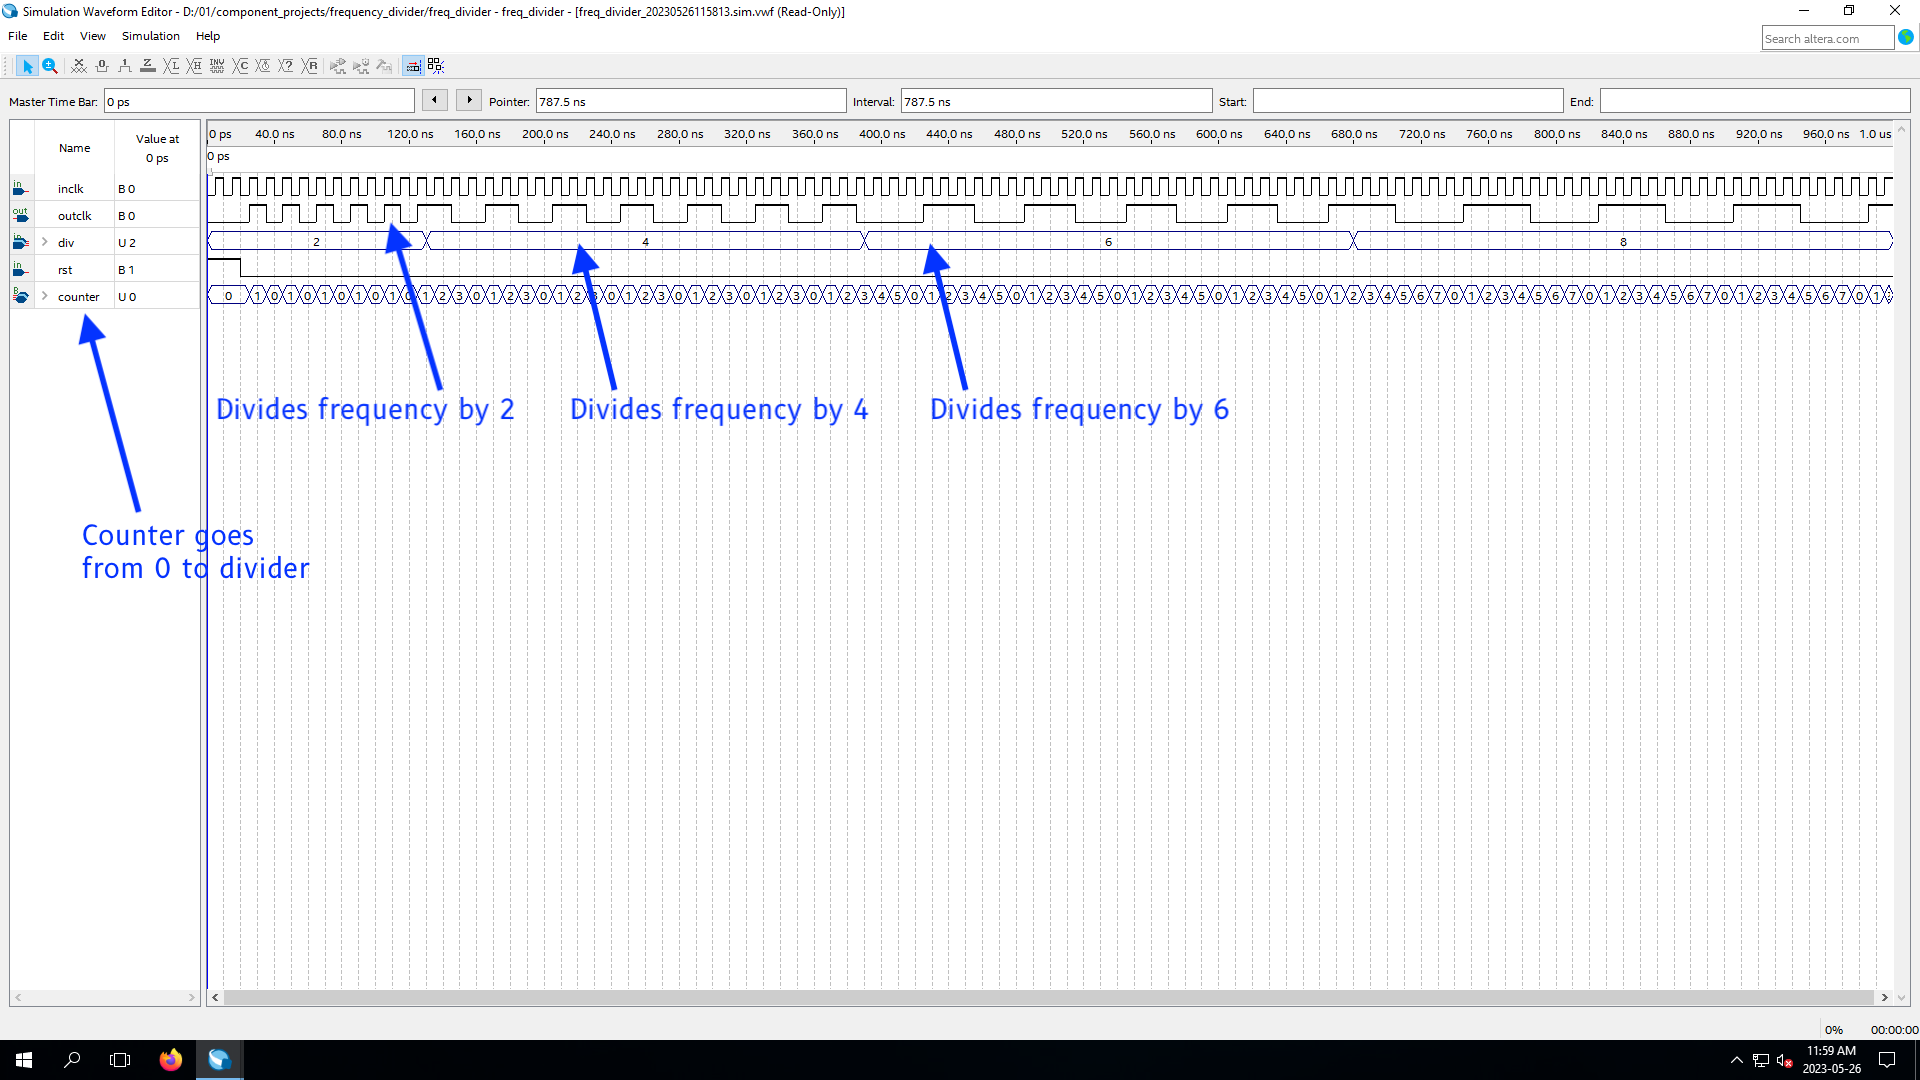 Simulation Waveform Editor - D:/01/component_projects/frequency_divider/freq_divider - freq_divider - [freq_divider_20230526115813.sim.vwf (Read-Only)]
File Edit View Simulation Help
Search altera.com
Master Time Bar: 0 ps Pointer: 787.5 ns Interval: 787.5 ns Start: End:
Name Value at 0 ps
0 ps 40.0 ns 80.0 ns 120.0 ns 160.0 ns 200.0 ns 240.0 ns 280.0 ns 320.0 ns 360.0 ns 400.0 ns 440.0 ns 480.0 ns 520.0 ns 560.0 ns 600.0 ns 640.0 ns 680.0 ns 720.0 ns 760.0 ns 800.0 ns 840.0 ns 880.0 ns 920.0 ns 960.0 ns 1.0 us
0 ps
in inclk B 0
out outclk B 0
in div U 2 2 4 6 8
in rst B 1
B counter U 0 0 1 0 1 0 1 0 1 0 1 0 1 2 3 0 1 2 3 0 1 2 3 0 1 2 3 0 1 2 3 0 1 2 3 0 1 2 3 4 5 0 1 2 3 4 5 0 1 2 3 4 5 0 1 2 3 4 5 0 1 2 3 4 5 0 1 2 3 4 5 6 7 0 1 2 3 4 5 6 7 0 1 2 3 4 5 6 7 0 1 2 3 4 5 6 7 0 1
Divides frequency by 2 Divides frequency by 4 Divides frequency by 6
Counter goes
from 0 to divider
0% 00:00:00
11:59 AM
2023-05-26